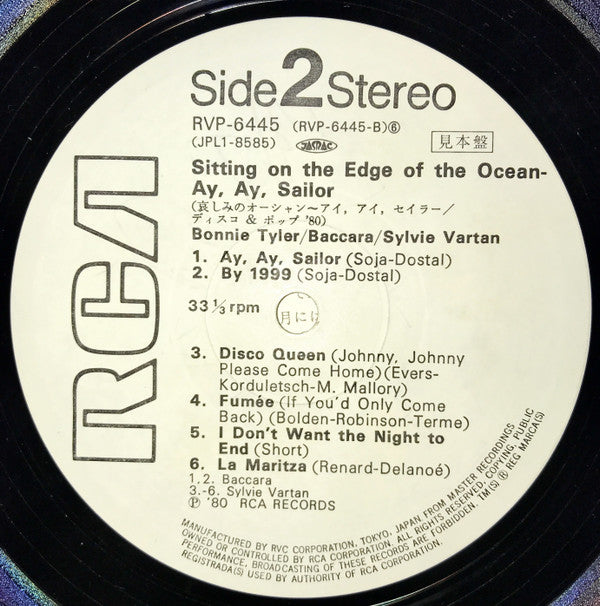 Side 2 Stereo
RVP-6445 (RVP-6445-B)⑥
(JPL1-8585) JASRAC 見本盤
Sitting on the Edge of the Ocean-
Ay, Ay, Sailor
(哀しみのオーシャン〜アイ, アイ, セイラー/
ディスコ & ポップ '80)
Bonnie Tyler/Baccara/Sylvie Vartan
1. Ay, Ay, Sailor (Soja-Dostal)
2. By 1999 (Soja-Dostal)
33 1/3 rpm
RCA
3. Disco Queen (Johnny, Johnny
Please Come Home)(Evers-
Korduletsch-M. Mallory)
4. Fumée (If You'd Only Come
Back) (Bolden-Robinson-Terme)
5. I Don't Want the Night to
End (Short)
6. La Maritza (Renard-Delanoé)
1.2. Baccara
3.-6. Sylvie Vartan
Ⓟ '80 RCA RECORDS
MANUFACTURED BY RVC CORPORATION, TOKYO, JAPAN FROM MASTER RECORDINGS
OWNED OR CONTROLLED BY RCA CORPORATION. ALL RIGHTS RESERVED, COPYING, PUBLIC
PERFORMANCE, BROADCASTING OF THESE RECORDS ARE FORBIDDEN. TM(S) ® REG MARCA(S)
REGISTRADA(S) USED BY AUTHORITY OF RCA CORPORATION.